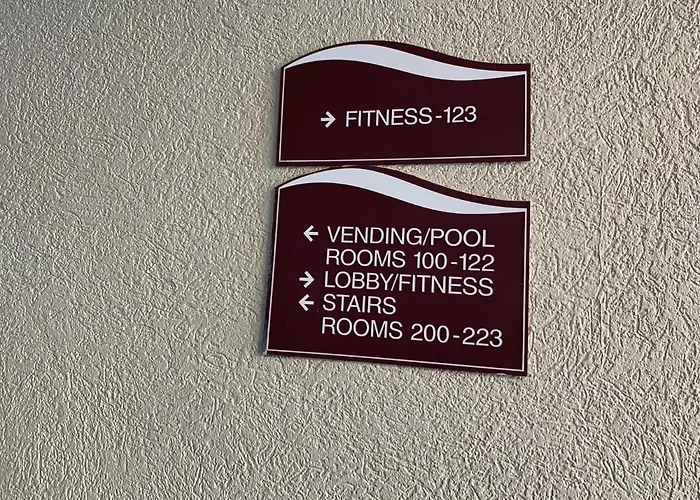 → FITNESS-123
← VENDING/POOL
ROOMS 100-122
→ LOBBY/FITNESS
← STAIRS
ROOMS 200-223